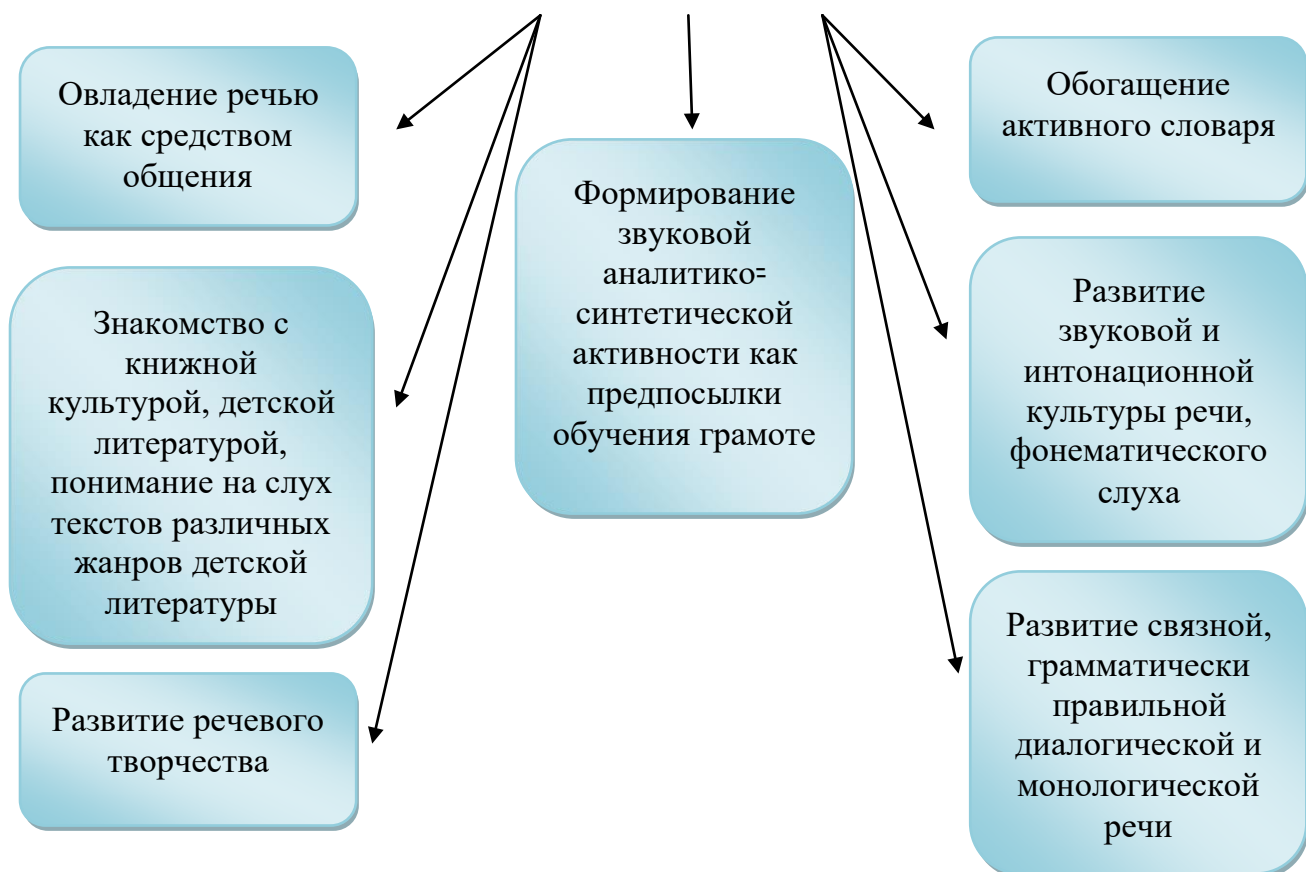 Овладение речью
как средством
общения
Знакомство с
книжной
культурой, детской
литературой,
понимание на слух
текстов различных
жанров детской
литературы
Развитие речевого
творчества
Формирование
звуковой
аналитико=
синтетической
активности как
предпосылки
обучения грамоте
Обогащение
активного словаря
Развитие
звуковой и
интонационной
культуры речи,
фонематического
слуха
Развитие связной,
грамматически
правильной
диалогической и
монологической
речи